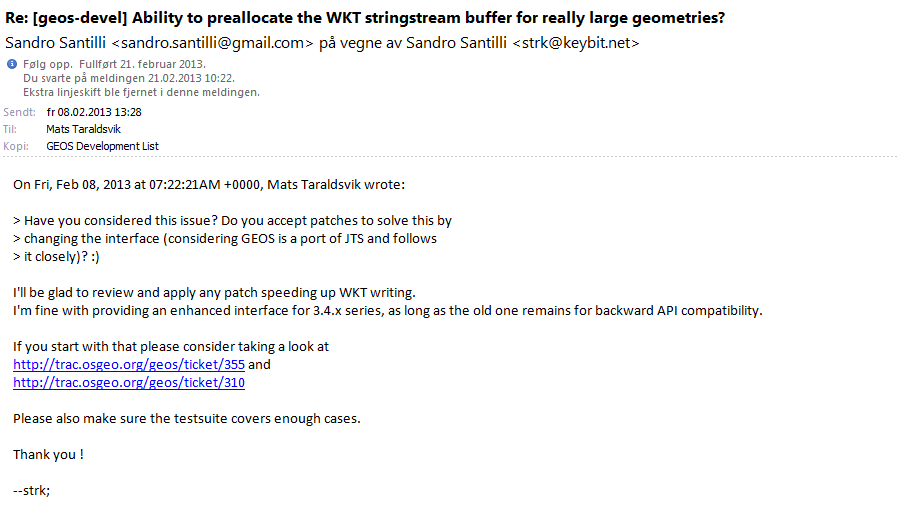 Re: [geos-devel] Ability to preallocate the WKT stringstream buffer for really large geometries?
Sandro Santilli <sandro.santilli@gmail.com> på vegne av Sandro Santilli <strk@keybit.net>
Følg opp. Fullført 21. februar 2013.
Du svarte på meldingen 21.02.2013 10:22.
Ekstra linjeskift ble fjernet i denne meldingen.
Sendt: fr 08.02.2013 13:28
Til: Mats Taraldsvik
Kopi: GEOS Development List
On Fri, Feb 08, 2013 at 07:22:21AM +0000, Mats Taraldsvik wrote:
> Have you considered this issue? Do you accept patches to solve this by
> changing the interface (considering GEOS is a port of JTS and follows
> it closely)? :)
I'll be glad to review and apply any patch speeding up WKT writing.
I'm fine with providing an enhanced interface for 3.4.x series, as long as the old one remains for backward API compatibility.
If you start with that please consider taking a look at
http://trac.osgeo.org/geos/ticket/355 and
http://trac.osgeo.org/geos/ticket/310
Please also make sure the testsuite covers enough cases.
Thank you !
--strk;